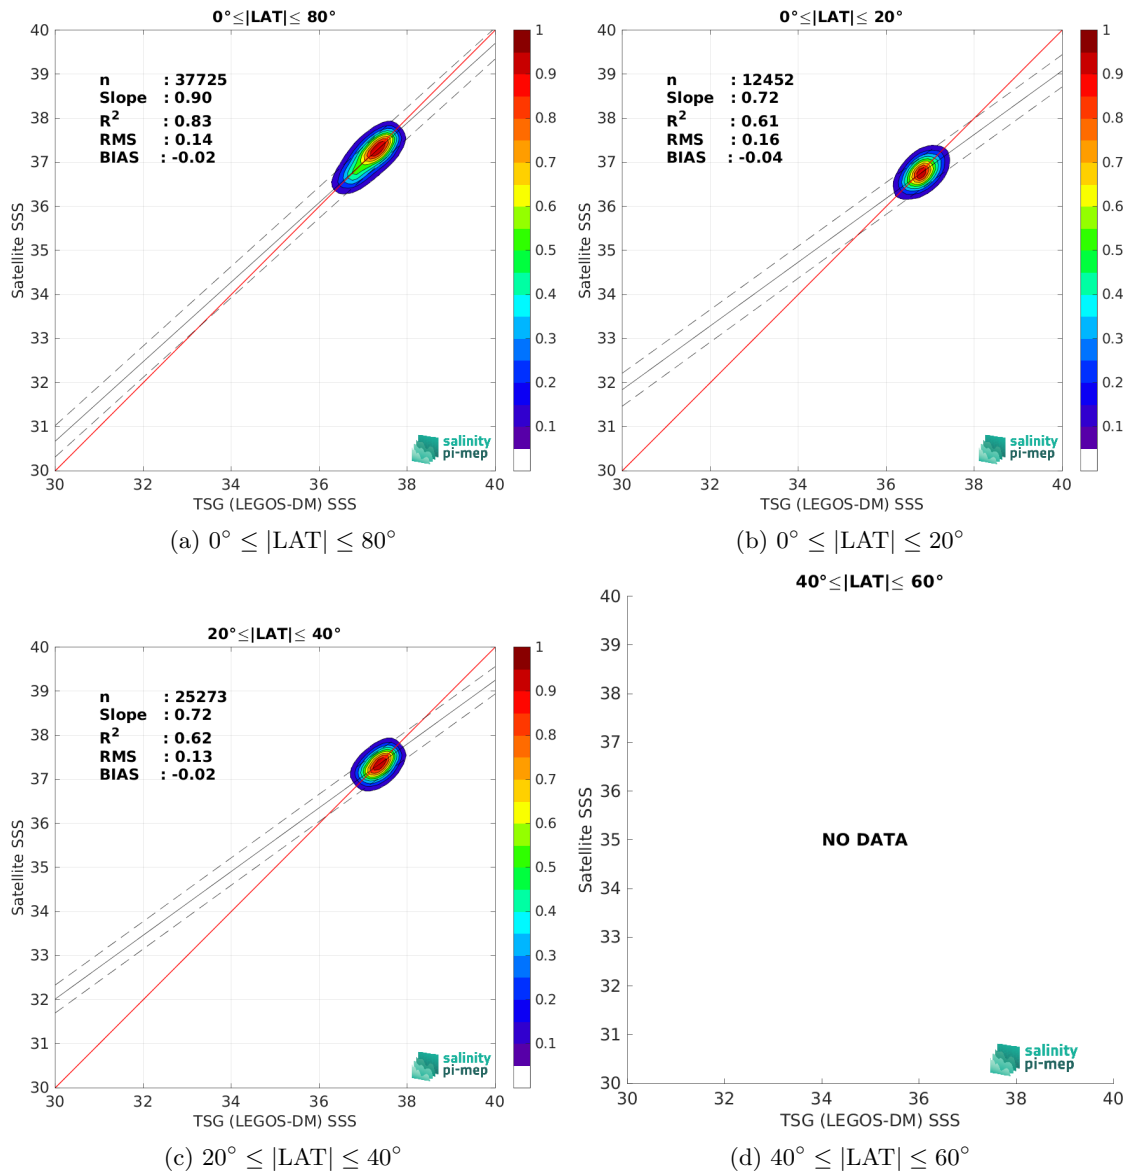 0°≤|LAT|≤ 80°
40
39
38
37
36
35
34
33
32
31
30
Satellite SSS
n : 37725
Slope : 0.90
R² : 0.83
RMS : 0.14
BIAS : -0.02
salinity
pi-mep
30 32 34 36 38 40
TSG (LEGOS-DM) SSS
1
0.9
0.8
0.7
0.6
0.5
0.4
0.3
0.2
0.1
(a) 0° ≤ |LAT| ≤ 80°
0°≤|LAT|≤ 20°
40
39
38
37
36
35
34
33
32
31
30
Satellite SSS
n : 12452
Slope : 0.72
R² : 0.61
RMS : 0.16
BIAS : -0.04
salinity
pi-mep
30 32 34 36 38 40
TSG (LEGOS-DM) SSS
1
0.9
0.8
0.7
0.6
0.5
0.4
0.3
0.2
0.1
(b) 0° ≤ |LAT| ≤ 20°
20°≤|LAT|≤ 40°
40
39
38
37
36
35
34
33
32
31
30
Satellite SSS
n : 25273
Slope : 0.72
R² : 0.62
RMS : 0.13
BIAS : -0.02
salinity
pi-mep
30 32 34 36 38 40
TSG (LEGOS-DM) SSS
1
0.9
0.8
0.7
0.6
0.5
0.4
0.3
0.2
0.1
(c) 20° ≤ |LAT| ≤ 40°
40°≤|LAT|≤ 60°
40
39
38
37
36
35
34
33
32
31
30
Satellite SSS
NO DATA
salinity
pi-mep
30 32 34 36 38 40
TSG (LEGOS-DM) SSS
(d) 40° ≤ |LAT| ≤ 60°